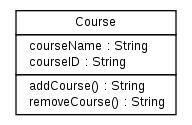 Course
courseName : String
courseID : String
addCourse() : String
removeCourse() : String